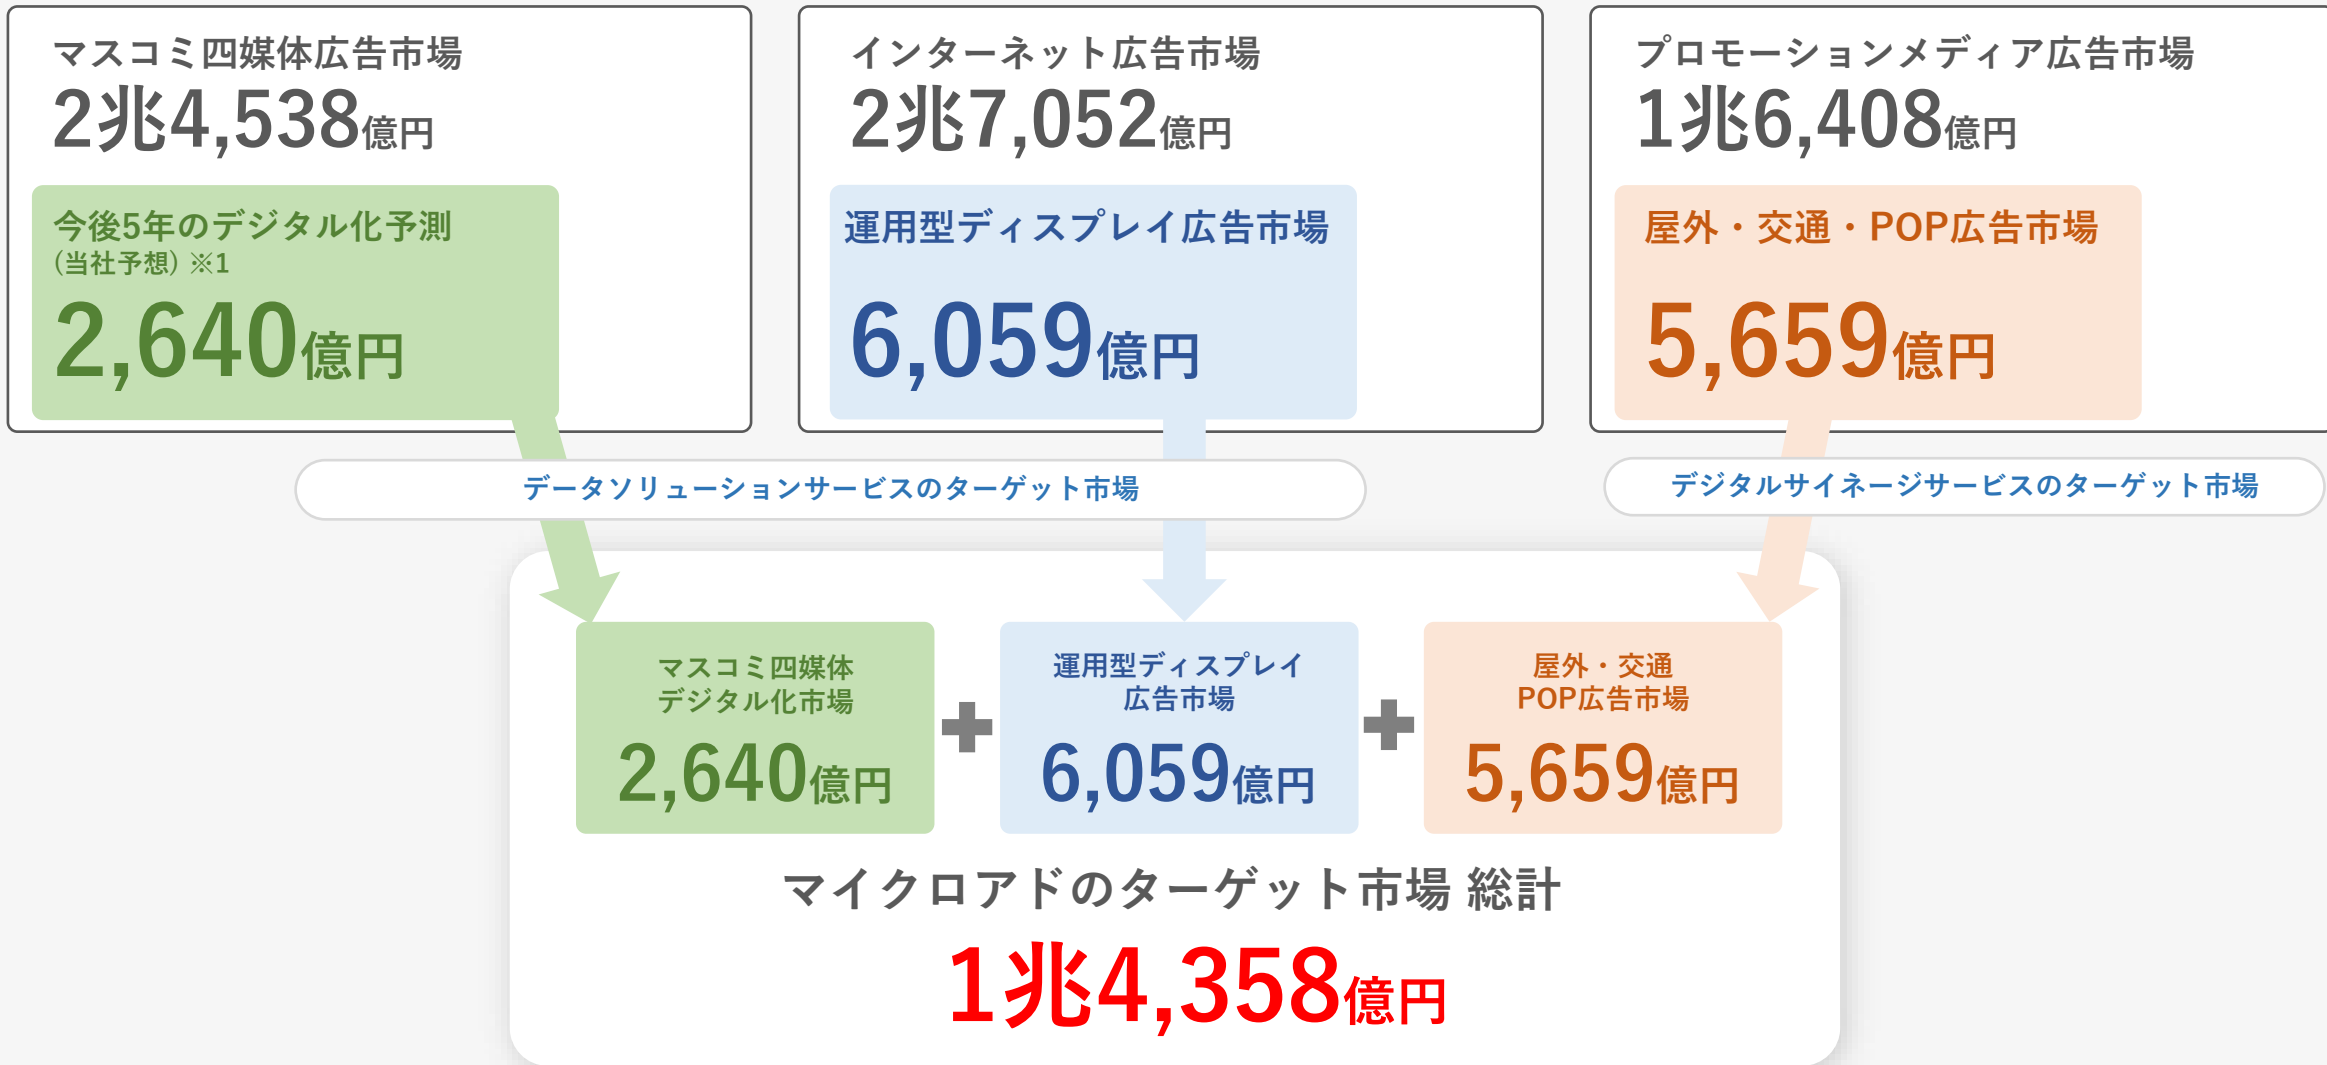 マスコミ四媒体広告市場
2兆4,538億円
今後5年のデジタル化予測
(当社予想) ※1
2,640億円
インターネット広告市場
2兆7,052億円
運用型ディスプレイ広告市場
6,059億円
プロモーションメディア広告市場
1兆6,408億円
屋外・交通・POP広告市場
5,659億円
データソリューションサービスのターゲット市場
デジタルサイネージサービスのターゲット市場
マスコミ四媒体
デジタル化市場
2,640億円
運用型ディスプレイ
広告市場
6,059億円
屋外・交通
POP広告市場
5,659億円
マイクロアドのターゲット市場 総計
1兆4,358億円